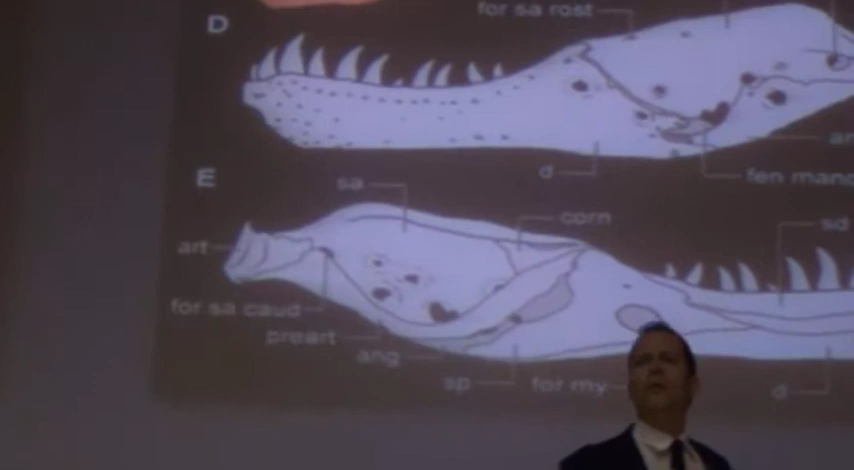 D
for sa rost
d
fen mand
E
sa
corn
sd
art
for sa caud
preart
ang
sp
for my
d